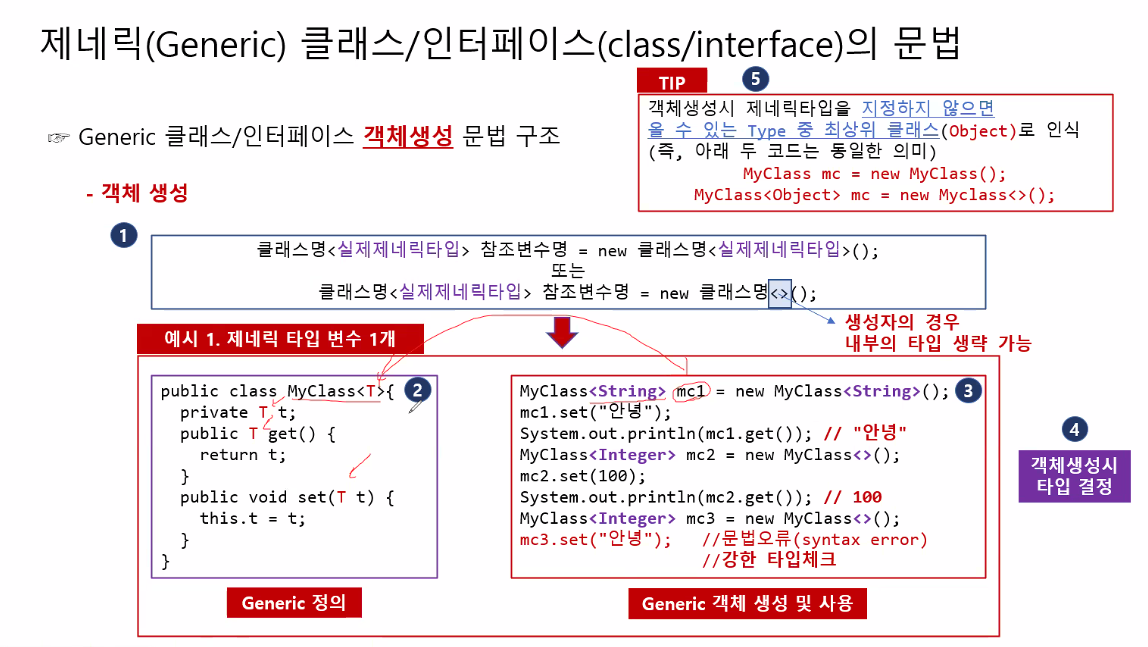 제네릭(Generic) 클래스/인터페이스(class/interface)의 문법
TIP
5
객체생성시 제네릭타입을 지정하지 않으면
올 수 있는 Type 중 최상위 클래스(Object)로 인식
(즉, 아래 두 코드는 동일한 의미)
MyClass mc = new MyClass();
MyClass<Object> mc = new Myclass<>();
☞ Generic 클래스/인터페이스 객체생성 문법 구조
- 객체 생성
1
클래스명<실제제네릭타입> 참조변수명 = new 클래스명<실제제네릭타입>();
또는
클래스명<실제제네릭타입> 참조변수명 = new 클래스명<>();
생성자의 경우
내부의 타입 생략 가능
예시 1. 제네릭 타입 변수 1개
2
public class MyClass<T>{
private T t;
public T get() {
return t;
}
public void set(T t) {
this.t = t;
}
}
Generic 정의
3
MyClass<String> mc1 = new MyClass<String>();
mc1.set("안녕");
System.out.println(mc1.get()); // "안녕"
MyClass<Integer> mc2 = new MyClass<>();
mc2.set(100);
System.out.println(mc2.get()); // 100
MyClass<Integer> mc3 = new MyClass<>();
mc3.set("안녕"); //문법오류(syntax error)
//강한 타입체크
Generic 객체 생성 및 사용
4
객체생성시
타입 결정